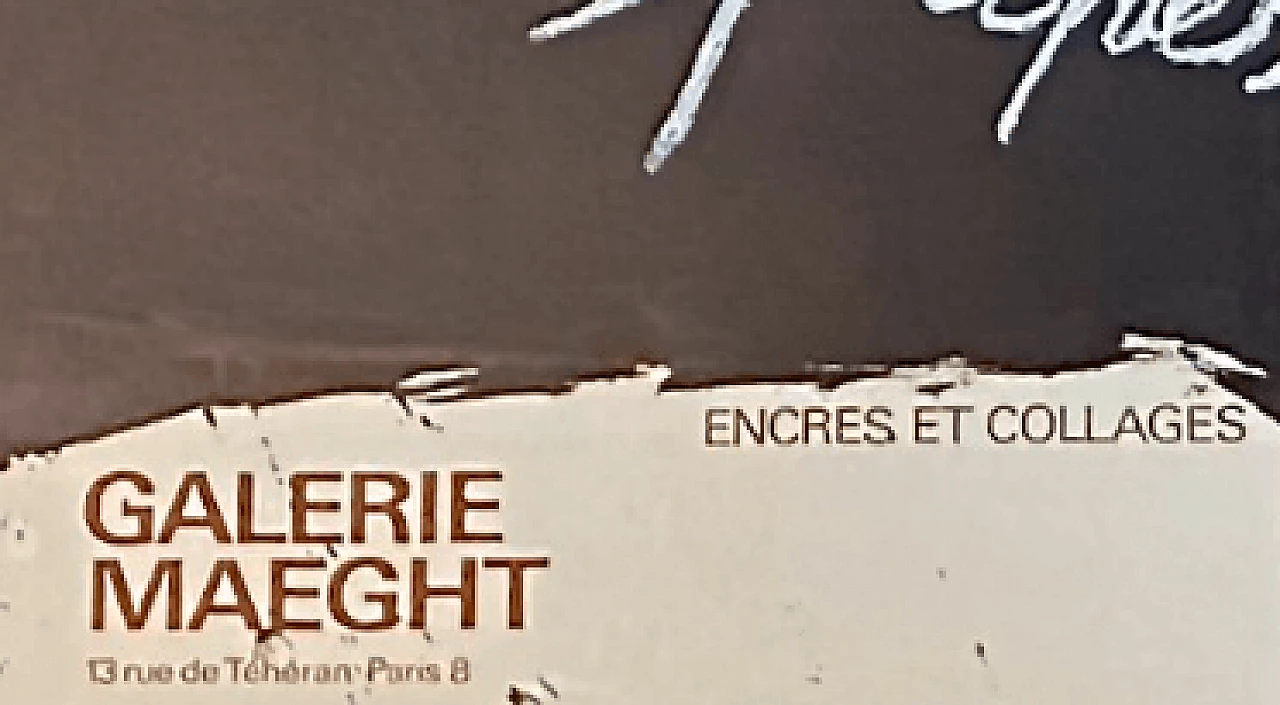 ENCRES ET COLLAGES
GALERIE
MAEGHT
13 rue de Téhéran · Paris 8